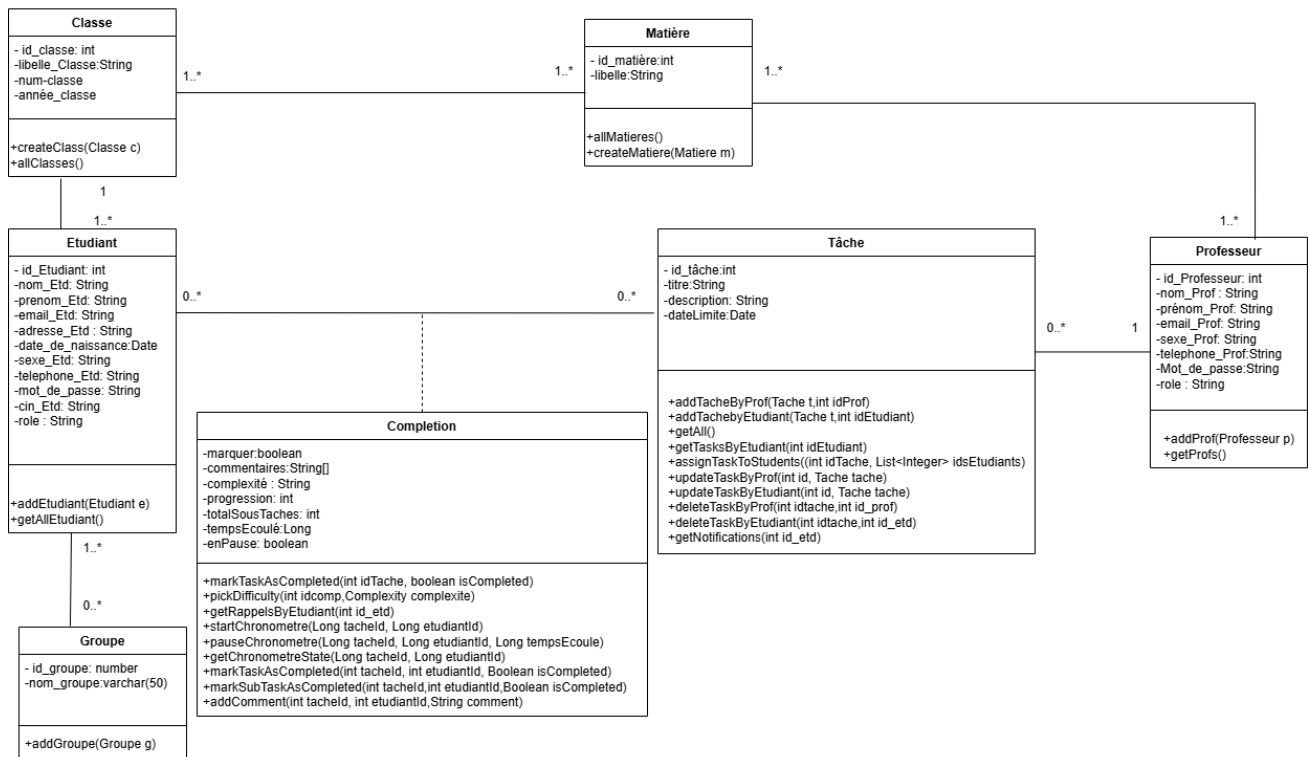 Classe
- id_classe: int
-libelle_Classe:String
-num-classe
-année_classe
+createClass(Classe c)
+allClasses()
1..*
1..*
Matière
- id_matière:int
-libelle:String
+allMatieres()
+createMatiere(Matiere m)
1..*
1..*
1
1..*
Etudiant
- id_Etudiant: int
-nom_Etd: String
-prenom_Etd: String
-email_Etd: String
-adresse_Etd : String
-date_de_naissance:Date
-sexe_Etd: String
-telephone_Etd: String
-mot_de_passe: String
-cin_Etd: String
-role : String
+addEtudiant(Etudiant e)
+getAllEtudiant()
0..*
0..*
Tâche
- id_tâche:int
-titre:String
-description: String
-dateLimite:Date
+addTacheByProf(Tache t,int idProf)
+addTachebyEtudiant(Tache t,int idEtudiant)
+getAll()
+getTasksByEtudiant(int idEtudiant)
+assignTaskToStudents((int idTache, List<Integer> idsEtudiants)
+updateTaskByProf(int id, Tache tache)
+updateTaskByEtudiant(int id, Tache tache)
+deleteTaskByProf(int idtache,int id_prof)
+deleteTaskByEtudiant(int idtache,int id_etd)
+getNotifications(int id_etd)
0..*
1
Professeur
- id_Professeur: int
-nom_Prof : String
-prénom_Prof: String
-email_Prof: String
-sexe_Prof: String
-telephone_Prof:String
-Mot_de_passe:String
-role : String
+addProf(Professeur p)
+getProfs()
Completion
-marquer:boolean
-commentaires:String[]
-complexité : String
-progression: int
-totalSousTaches: int
-tempsEcoulé:Long
-enPause: boolean
+markTaskAsCompleted(int idTache, boolean isCompleted)
+pickDifficulty(int idcomp,Complexity complexite)
+getRappelsByEtudiant(int id_etd)
+startChronometre(Long tacheId, Long etudiantId)
+pauseChronometre(Long tacheId, Long etudiantId, Long tempsEcoule)
+getChronometreState(Long tacheId, Long etudiantId)
+markTaskAsCompleted(int tacheId, int etudiantId, Boolean isCompleted)
+markSubTaskAsCompleted(int tacheId,int etudiantId,Boolean isCompleted)
+addComment(int tacheId, int etudiantId,String comment)
1..*
0..*
Groupe
- id_groupe: number
-nom_groupe:varchar(50)
+addGroupe(Groupe g)